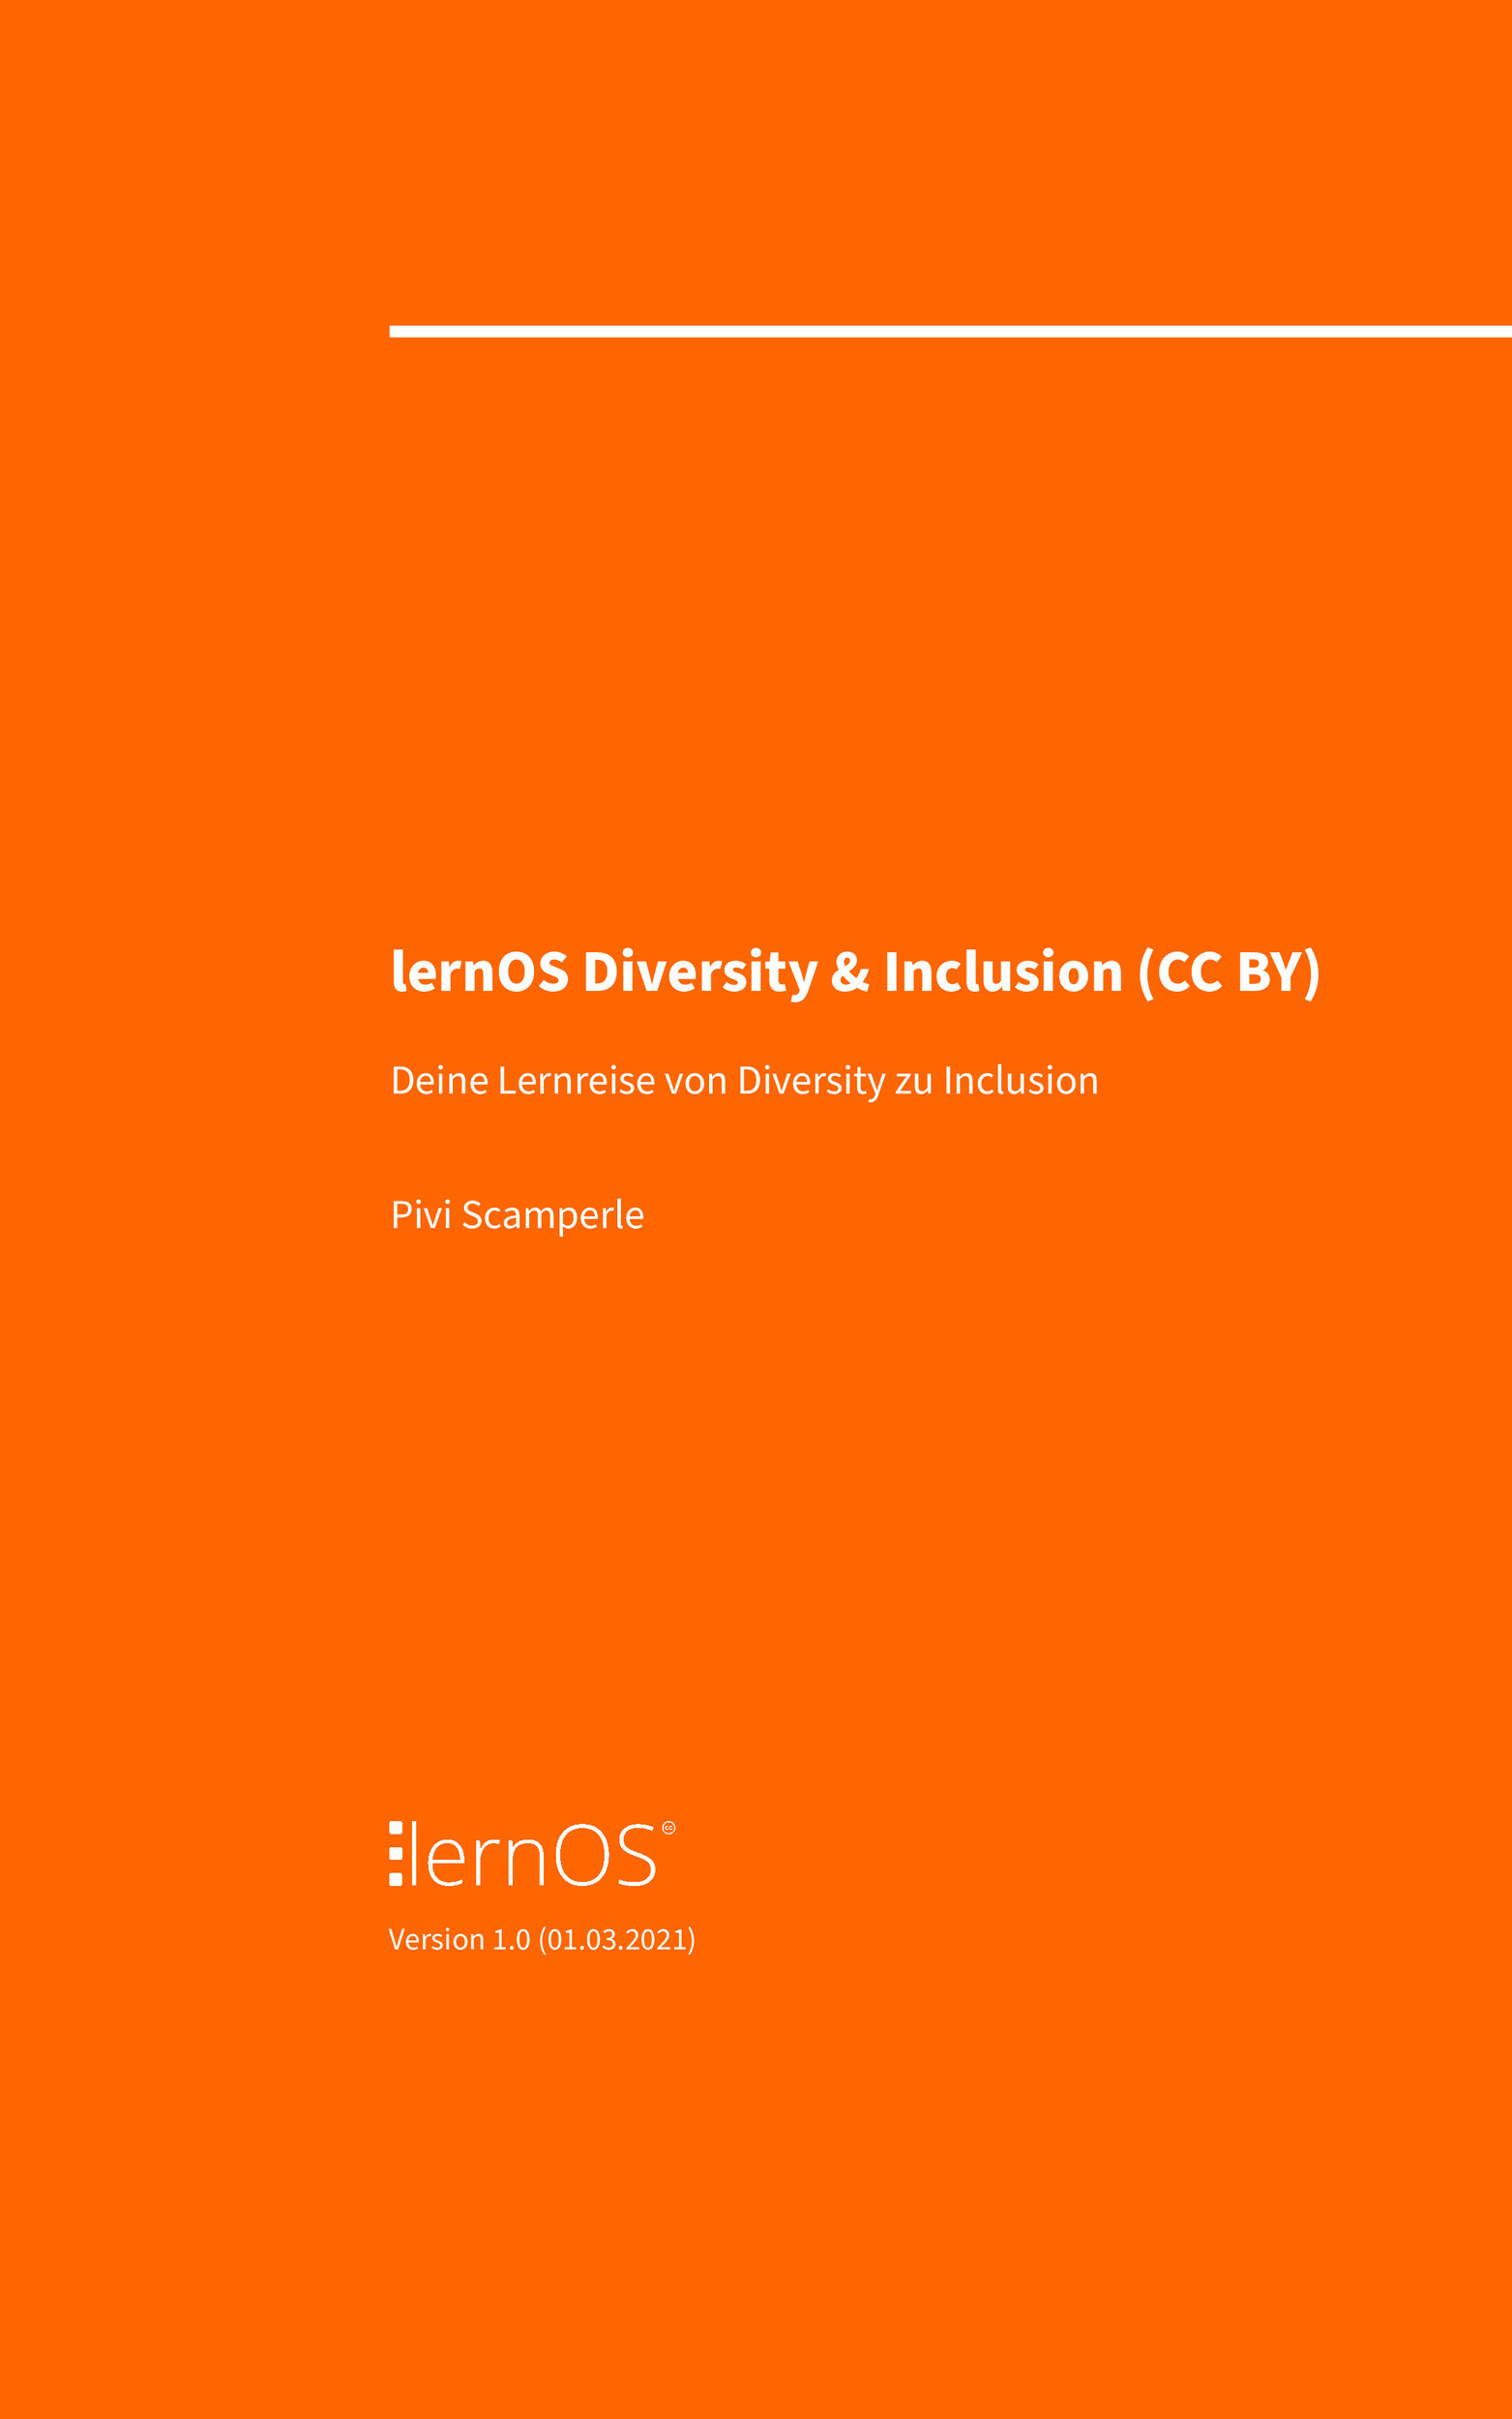 lernOS Diversity & Inclusion (CC BY)
Deine Lernreise von Diversity zu Inclusion
Pivi Scamperle
lernOS cc
Version 1.0 (01.03.2021)